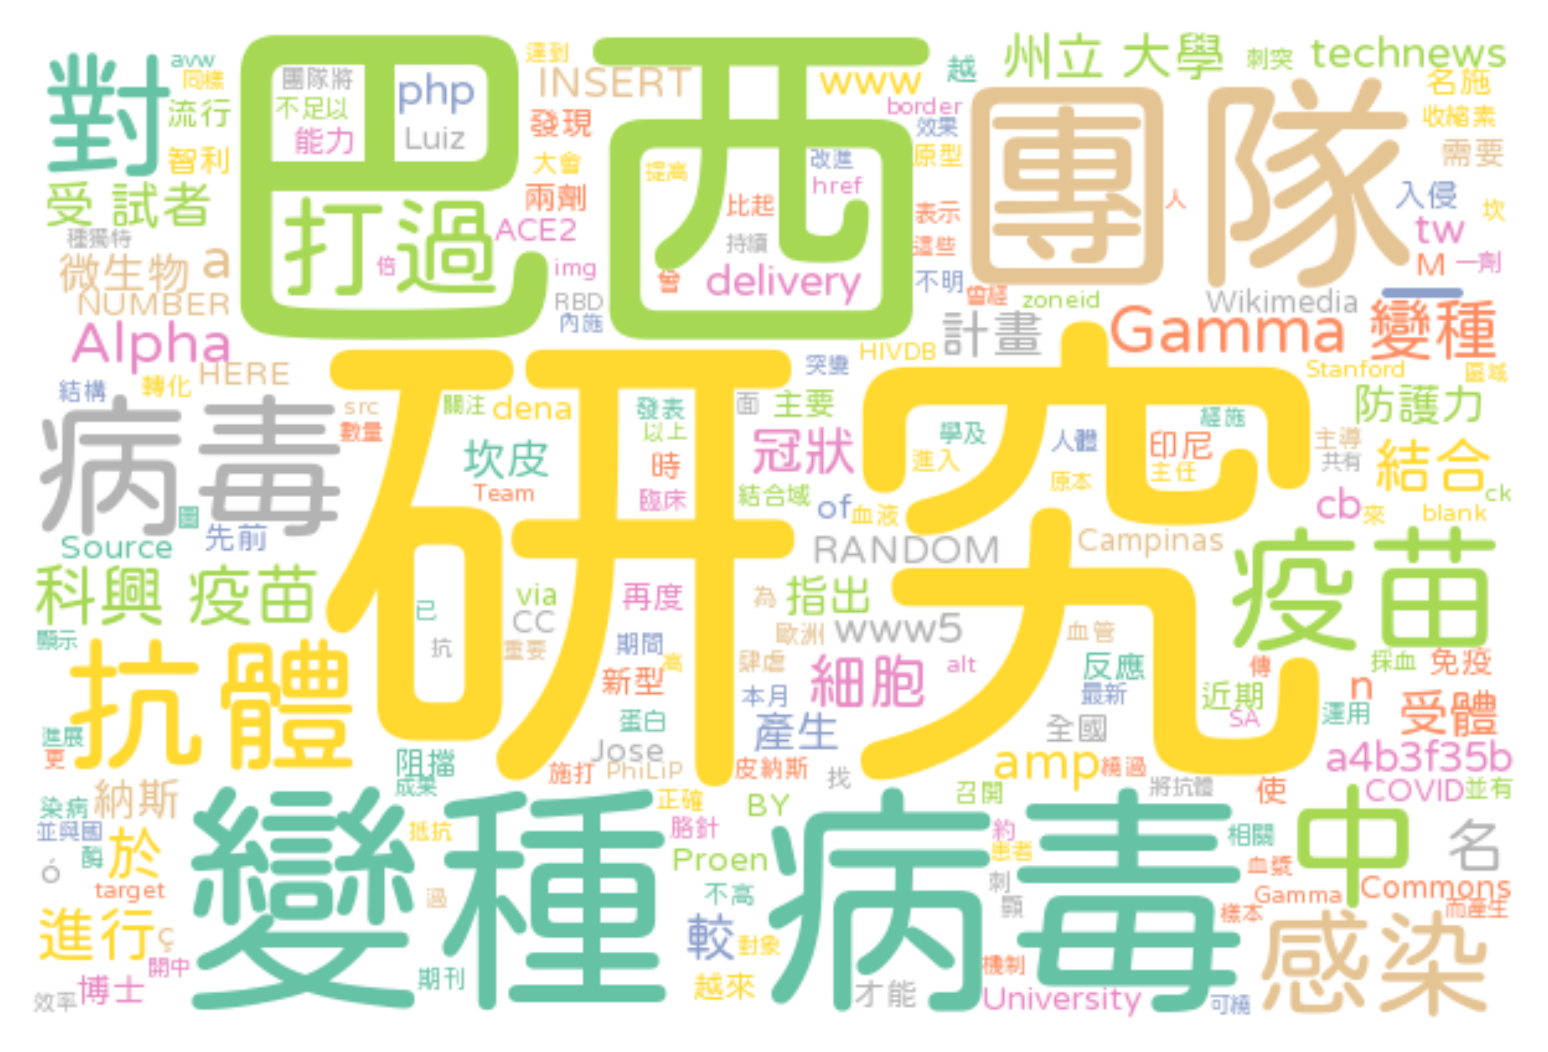 avw
同樣
對
流行
智利
受試者
種獨特
微生物
a
NUMBER
Alpha
HERE
結構
轉化
巴西
團隊將
不足以
能力
php
Luiz
打過
倍
達到
INSERT
發現
大會
兩劑
ACE2
img
RBD
內施
提高
比起
持續
曾
delivery
改進
href
www
越
border
效果
原型
表示
這些
不明
曾經
zoneid
州立 大學
刺突
technews
名施
收縮素
需要
團隊
人
入侵
坎
tw
M
一劑
一
Wikimedia
計畫
Gamma
變種
HIVDB
突變
Stanford
區域
病毒
src
數量
圖
先前
Source
研究
關注
dena
坎皮
Team
發表
以上
時
臨床
面
主要
冠狀
結合域
of
血液
學及
進入
人體
原本
經施
印尼
主任
主導
共有
防護力
結合
cb
來
ck
blank
RANDOM
Campinas
疫苗
科興 疫苗
顯示
抗體
進展
更
已
抗
via
CC
重要
再度
期間
高
新型
蛋白
Jose
施打
PhiLiP
阻擋
成果
為
指出
歐洲
www5
肆虐
細胞
alt
本月
產生
皮納斯
找
血管
反應
最新
全國
amp
繞過
傳
近期
SA
採血
免疫
n
運用
受體
a4b3f35b
將抗體
使
COVID
並有
染病
納斯
並與國
酶
於
ó
target
進行
ç
開中
效率
博士
變種
抵抗
過
期刊
正確
胳針
BY
Proen
不高
較
對象
越來
病毒
才能
召開
約
患者
刺
顯
機制
University
可繞
相關
血漿
Gamma
樣本
中
名
Commons
而產生
感染